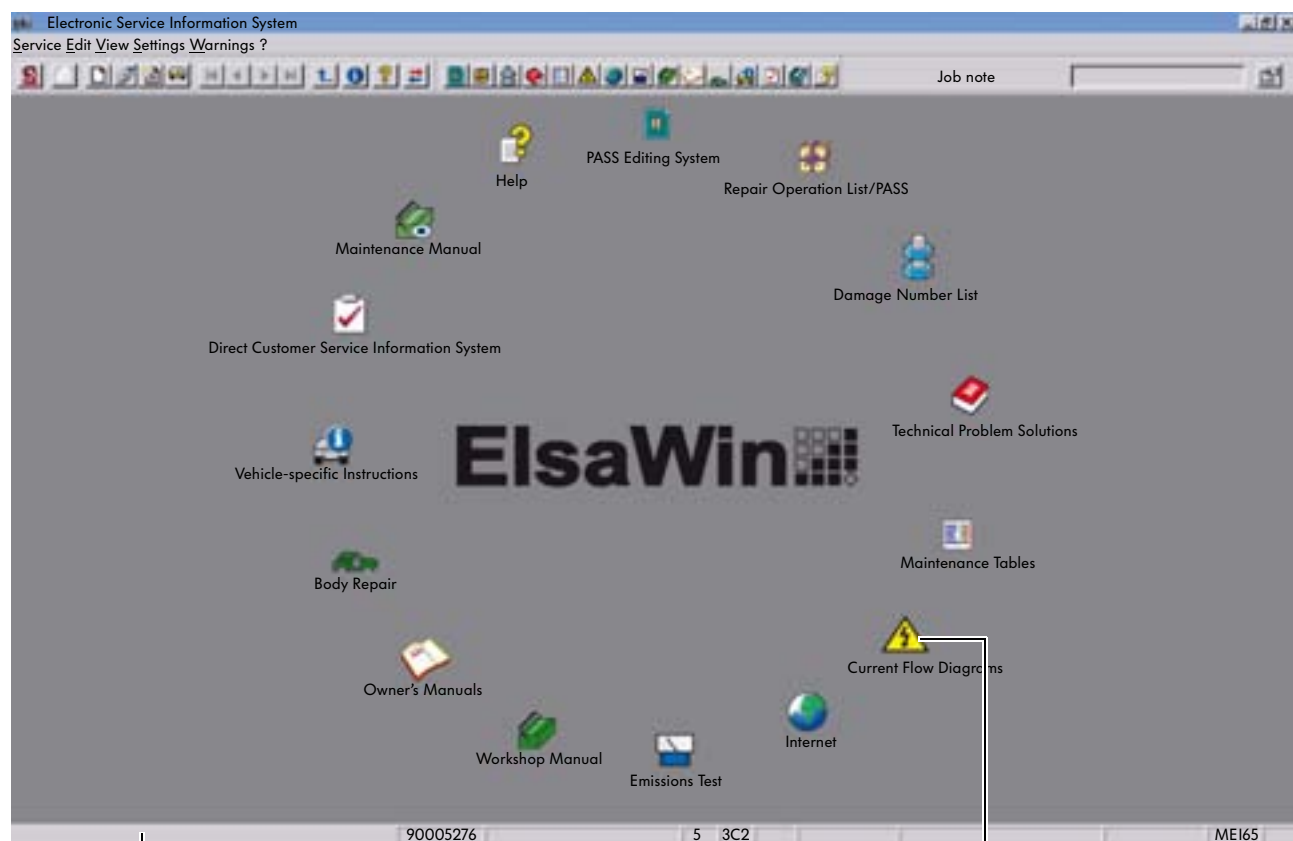 Electronic Service Information System
Service Edit View Settings Warnings ?
Job note
PASS Editing System
Help
Repair Operation List/PASS
Maintenance Manual
Damage Number List
Direct Customer Service Information System
Technical Problem Solutions
Vehicle-specific Instructions
ElsaWin
Maintenance Tables
Body Repair
Current Flow Diagrams
Owner's Manuals
Internet
Workshop Manual
Emissions Test
90005276 5 3C2 MEI65